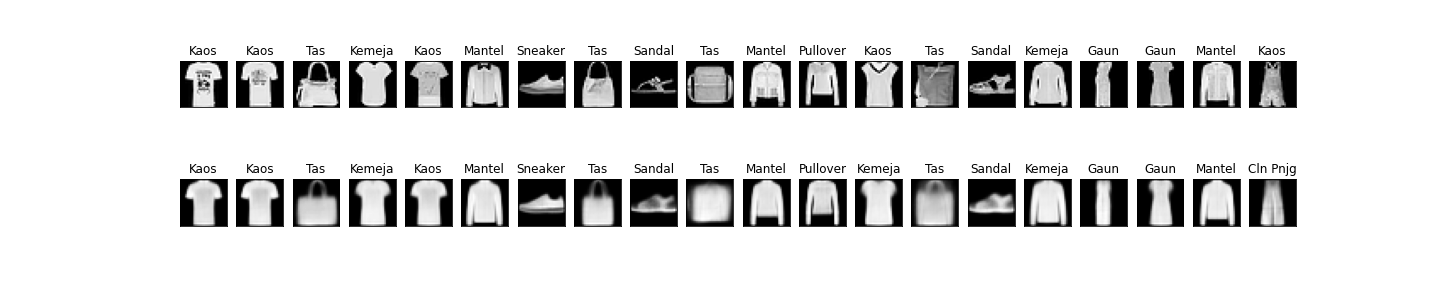 Kaos Kaos Tas Kemeja Kaos Mantel Sneaker Tas Sandal Tas Mantel Pullover Kaos Tas Sandal Kemeja Gaun Gaun Mantel Kaos
Kaos Kaos Tas Kemeja Kaos Mantel Sneaker Tas Sandal Tas Mantel Pullover Kemeja Tas Sandal Kemeja Gaun Gaun Mantel Cln Pnjg